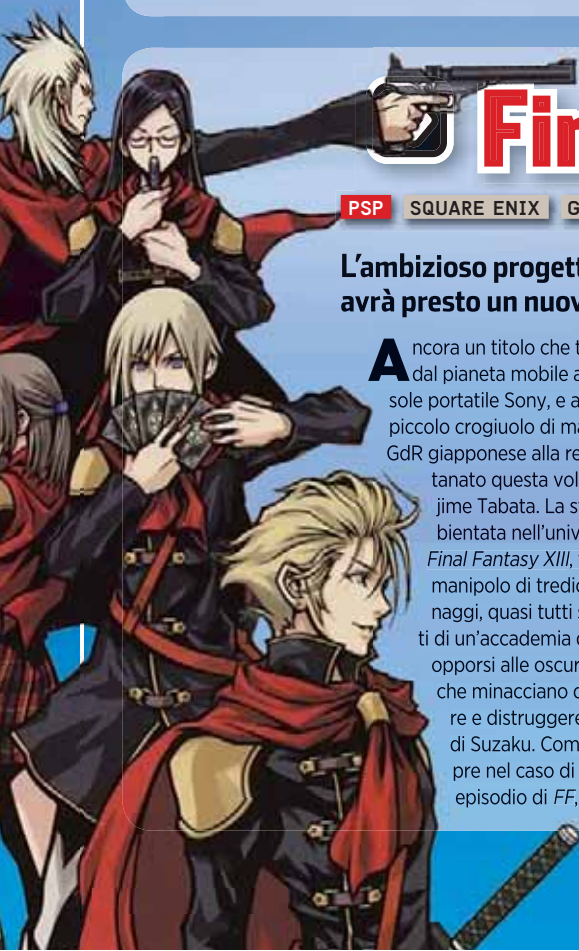 Fin
PSP SQUARE ENIX G
L'ambizioso progett
avrà presto un nuov
Ancora un titolo che t
dal pianeta mobile a
sole portatile Sony, e a
piccolo crogiuolo di ma
GdR giapponese alla re
tanato questa vol
jime Tabata. La s
bientata nell'univ
Final Fantasy XIII,
manipolo di tredic
naggi, quasi tutti s
ti di un'accademia
opporsi alle oscur
che minacciano
re e distruggere
di Suzaku. Com
pre nel caso di
episodio di FF,